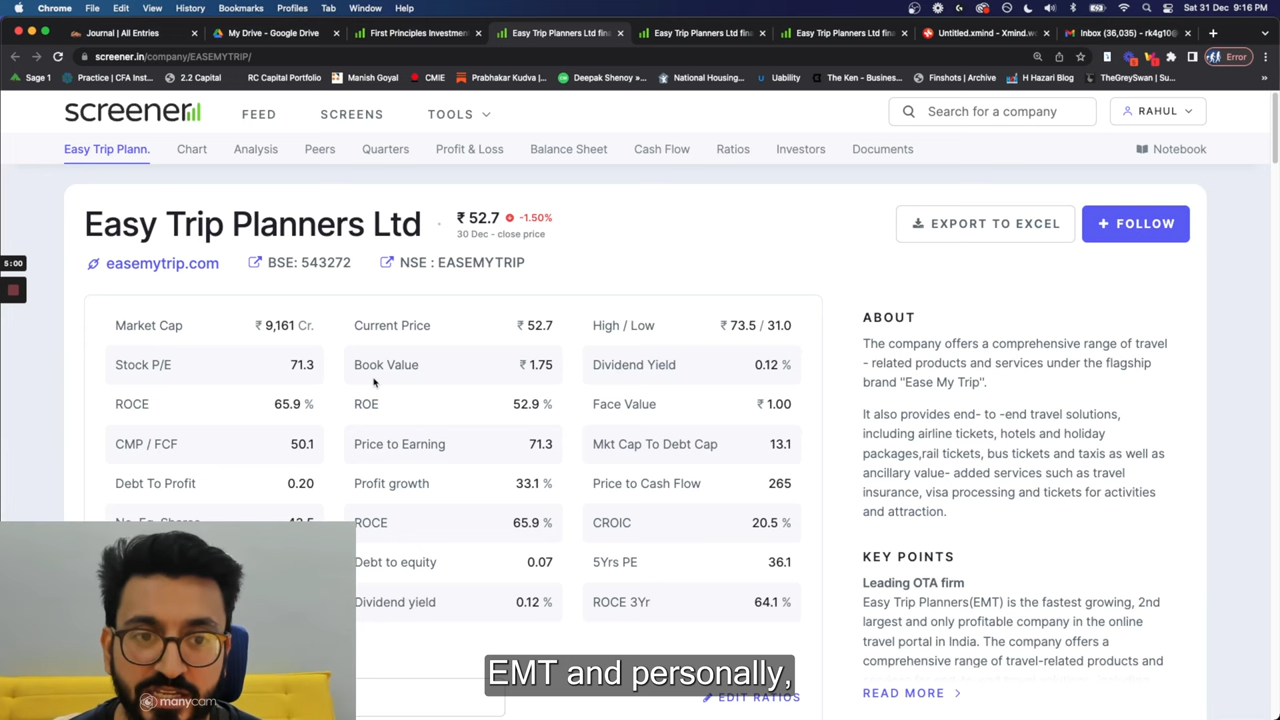 Chrome File Edit View History Bookmarks Profiles Tab Window Help Sat 31 Dec 9:16 PM
Journal | All Entries My Drive - Google Drive First Principles Investment Easy Trip Planners Ltd fin Easy Trip Planners Ltd fina Easy Trip Planners Ltd fina Untitled.xmind - Xmind.w Inbox (36,035) - rk4g10
screener.in/company/EASEMYTRIP/ Error
Sage 1 Practice | CFA Inst... 2.2 Capital RC Capital Portfolio Manish Goyal CMIE Prabhakar Kudva —... Deepak Shenoy »... National Housing... Uability The Ken - Busines... Finshots | Archive H Hazari Blog TheGreySwan | Su...
screener FEED SCREENS TOOLS Search for a company RAHUL
Easy Trip Plann. Chart Analysis Peers Quarters Profit & Loss Balance Sheet Cash Flow Ratios Investors Documents Notebook
Easy Trip Planners Ltd ₹ 52.7 -1.50% EXPORT TO EXCEL + FOLLOW
30 Dec - close price
5:00
easemytrip.com BSE: 543272 NSE : EASEMYTRIP
Market Cap ₹ 9,161 Cr. Current Price ₹ 52.7 High / Low ₹ 73.5 / 31.0
Stock P/E 71.3 Book Value ₹ 1.75 Dividend Yield 0.12 %
ROCE 65.9 % ROE 52.9 % Face Value ₹ 1.00
CMP / FCF 50.1 Price to Earning 71.3 Mkt Cap To Debt Cap 13.1
Debt To Profit 0.20 Profit growth 33.1 % Price to Cash Flow 265
ROCE 65.9 % CROIC 20.5 %
Debt to equity 0.07 5Yrs PE 36.1
Dividend yield 0.12 % ROCE 3Yr 64.1 %
EDIT RATIOS
ABOUT
The company offers a comprehensive range of travel
- related products and services under the flagship
brand "Ease My Trip".
It also provides end- to -end travel solutions,
including airline tickets, hotels and holiday
packages,rail tickets, bus tickets and taxis as well as
ancillary value- added services such as travel
insurance, visa processing and tickets for activities
and attraction.
KEY POINTS
Leading OTA firm
Easy Trip Planners(EMT) is the fastest growing, 2nd
largest and only profitable company in the online
travel portal in India. The company offers a
comprehensive range of travel-related products and
READ MORE
EMT and personally,
manycam